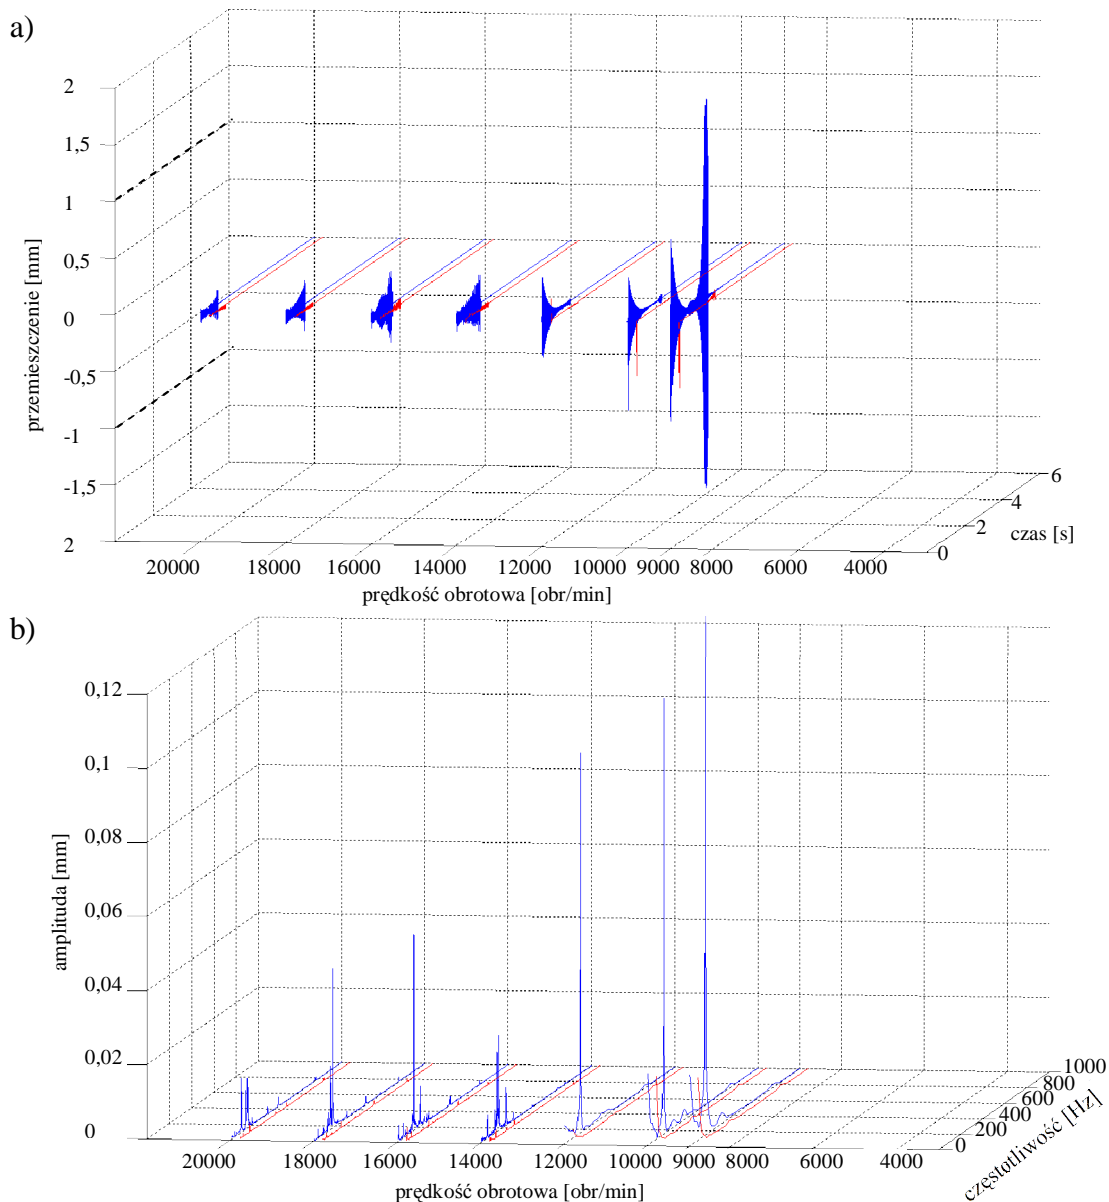 a)
2
1,5
1
0,5
0
-0,5
-1
-1,5
2
przemieszczenie [mm]
20000 18000 16000 14000 12000 10000 9000 8000 6000 4000
prędkość obrotowa [obr/min]
0 2 4 6
czas [s]
b)
0,12
0,1
0,08
0,06
0,04
0,02
0
amplituda [mm]
20000 18000 16000 14000 12000 10000 9000 8000 6000 4000
prędkość obrotowa [obr/min]
0 200 400 600 800 1000
częstotliwość [Hz]